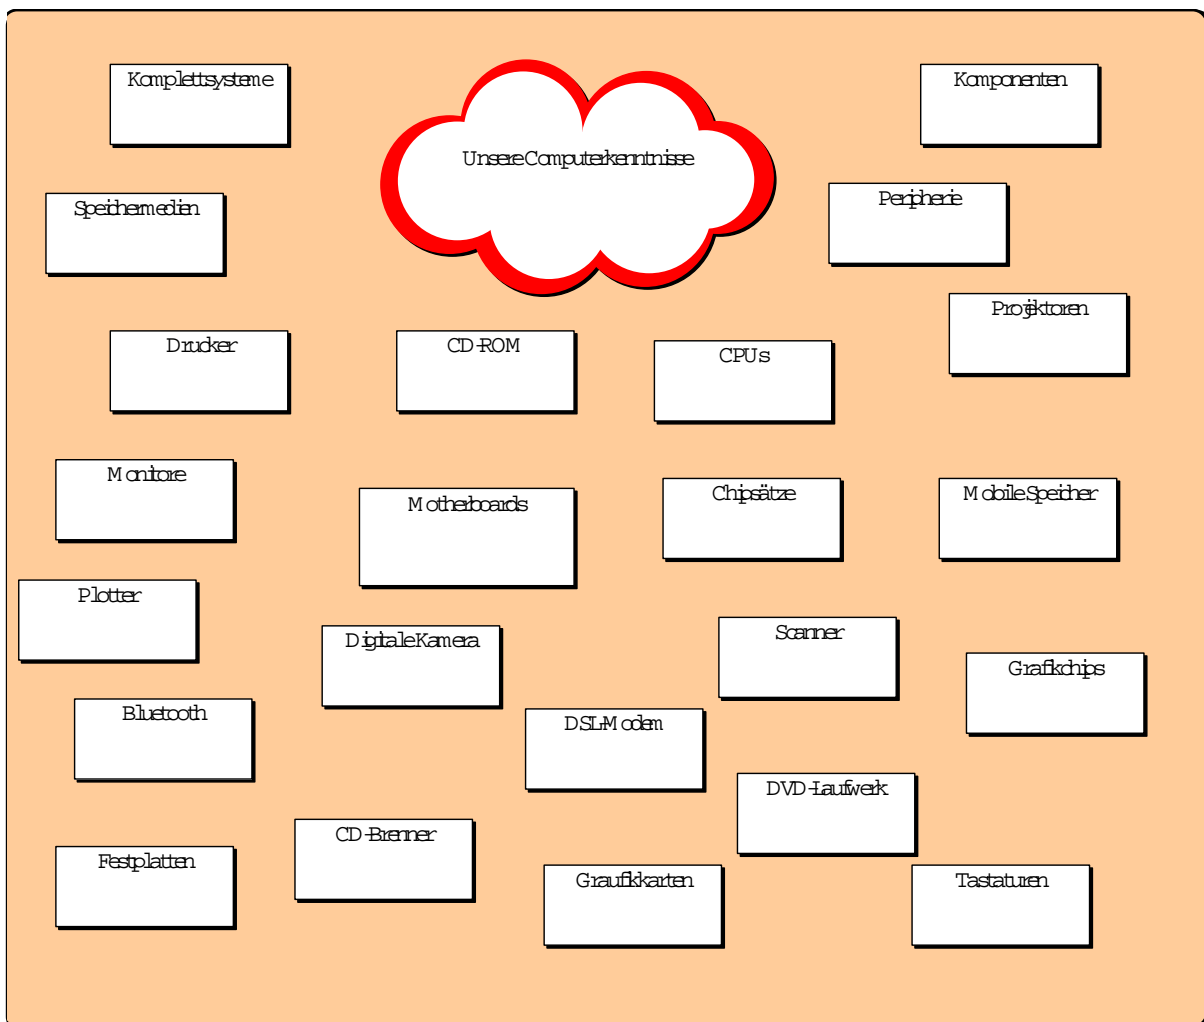 Komplettsysteme
Unsere Computerkenntnisse
Komponenten
Speichermedien
Peripherie
Projektoren
Drucker
CD-ROM
CPUs
Monitore
Motherboards
Chipsätze
Mobile Speicher
Plotter
Digitale Kamera
Scanner
Grafikchips
Bluetooth
DSL-Modem
DVD-Laufwerk
CD-Brenner
Festplatten
Graufikkarten
Tastaturen